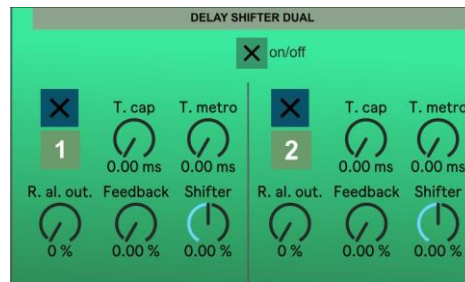 DELAY SHIFTER DUAL
on/off
T. cap T. metro
1
0.00 ms 0.00 ms
R. al. out. Feedback Shifter
0 % 0.00 % 0.00 %
T. cap T. metro
2
0.00 ms 0.00 ms
R. al. out. Feedback Shifter
0 % 0.00 % 0.00 %